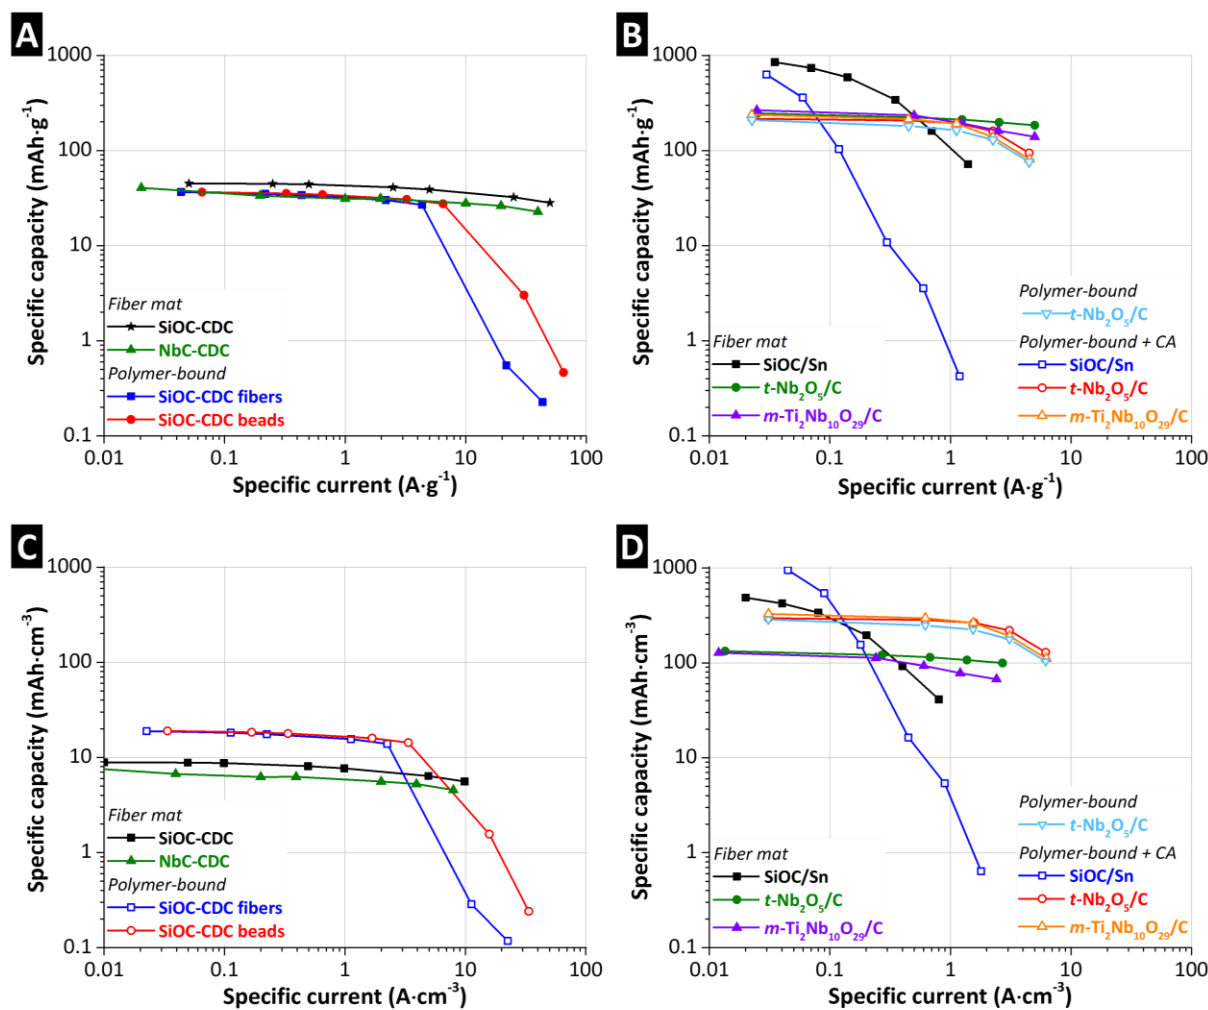 A
Specific capacity (mAh·g⁻¹)
1000
100
10
1
0.1
Fiber mat
SiOC-CDC
NbC-CDC
Polymer-bound
SiOC-CDC fibers
SiOC-CDC beads
0.01 0.1 1 10 100
Specific current (A·g⁻¹)
B
Specific capacity (mAh·g⁻¹)
1000
100
10
1
0.1
Fiber mat
SiOC/Sn
t-Nb₂O₅/C
m-Ti₂Nb₁₀O₂₉/C
Polymer-bound
t-Nb₂O₅/C
Polymer-bound + CA
SiOC/Sn
t-Nb₂O₅/C
m-Ti₂Nb₁₀O₂₉/C
0.01 0.1 1 10 100
Specific current (A·g⁻¹)
C
Specific capacity (mAh·cm⁻³)
1000
100
10
1
0.1
Fiber mat
SiOC-CDC
NbC-CDC
Polymer-bound
SiOC-CDC fibers
SiOC-CDC beads
0.01 0.1 1 10 100
Specific current (A·cm⁻³)
D
Specific capacity (mAh·cm⁻³)
1000
100
10
1
0.1
Fiber mat
SiOC/Sn
t-Nb₂O₅/C
m-Ti₂Nb₁₀O₂₉/C
Polymer-bound
t-Nb₂O₅/C
Polymer-bound + CA
SiOC/Sn
t-Nb₂O₅/C
m-Ti₂Nb₁₀O₂₉/C
0.01 0.1 1 10 100
Specific current (A·cm⁻³)